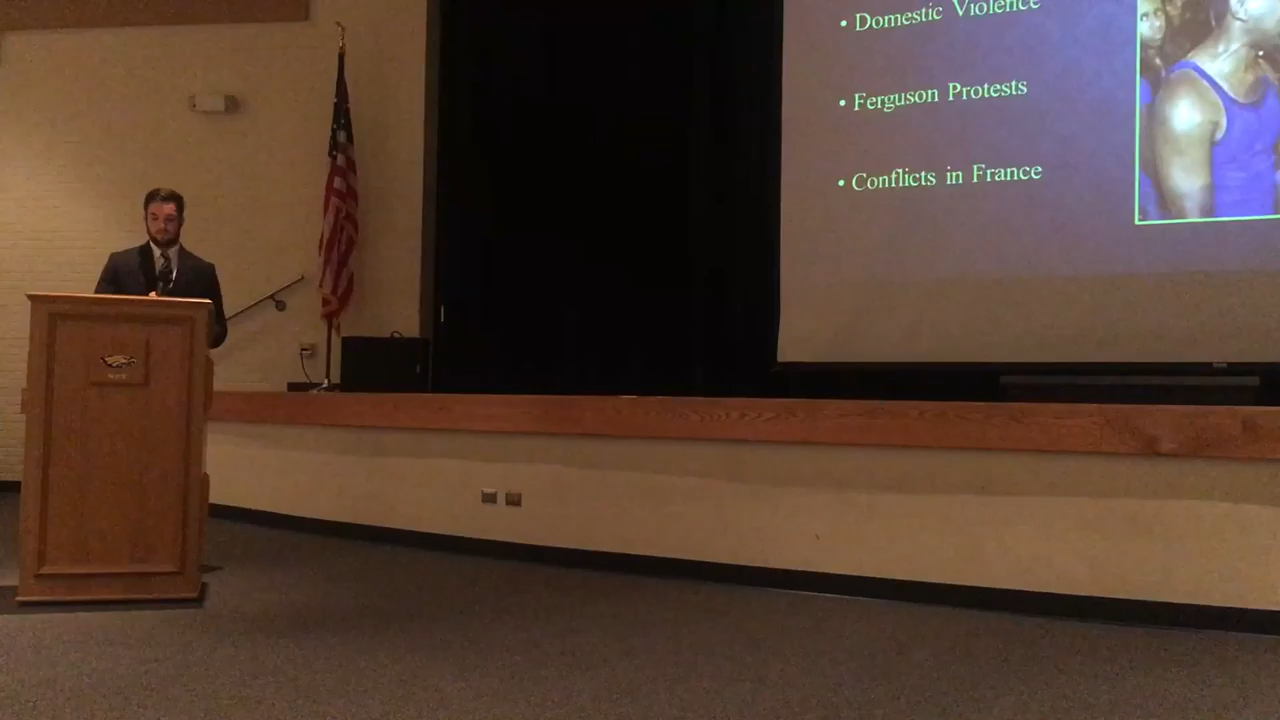 • Domestic Violence
• Ferguson Protests
• Conflicts in France